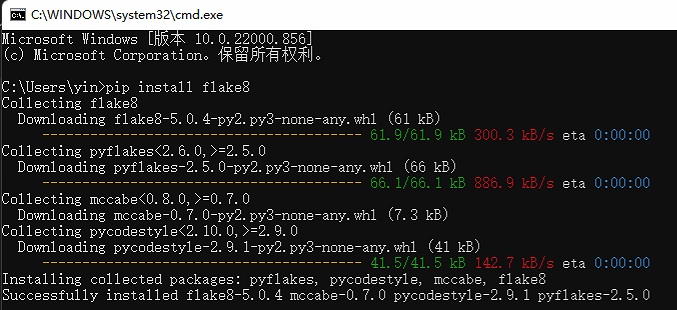 C:\WINDOWS\system32\cmd.exe
Microsoft Windows [版本 10.0.22000.856]
(c) Microsoft Corporation。保留所有权利。
C:\Users\yin>pip install flake8
Collecting flake8
Downloading flake8-5.0.4-py2.py3-none-any.whl (61 kB)
---------------------------------------- 61.9/61.9 kB 300.3 kB/s eta 0:00:00
Collecting pyflakes<2.6.0,>=2.5.0
Downloading pyflakes-2.5.0-py2.py3-none-any.whl (66 kB)
---------------------------------------- 66.1/66.1 kB 886.9 kB/s eta 0:00:00
Collecting mccabe<0.8.0,>=0.7.0
Downloading mccabe-0.7.0-py2.py3-none-any.whl (7.3 kB)
Collecting pycodestyle<2.10.0,>=2.9.0
Downloading pycodestyle-2.9.1-py2.py3-none-any.whl (41 kB)
---------------------------------------- 41.5/41.5 kB 142.7 kB/s eta 0:00:00
Installing collected packages: pyflakes, pycodestyle, mccabe, flake8
Successfully installed flake8-5.0.4 mccabe-0.7.0 pycodestyle-2.9.1 pyflakes-2.5.0